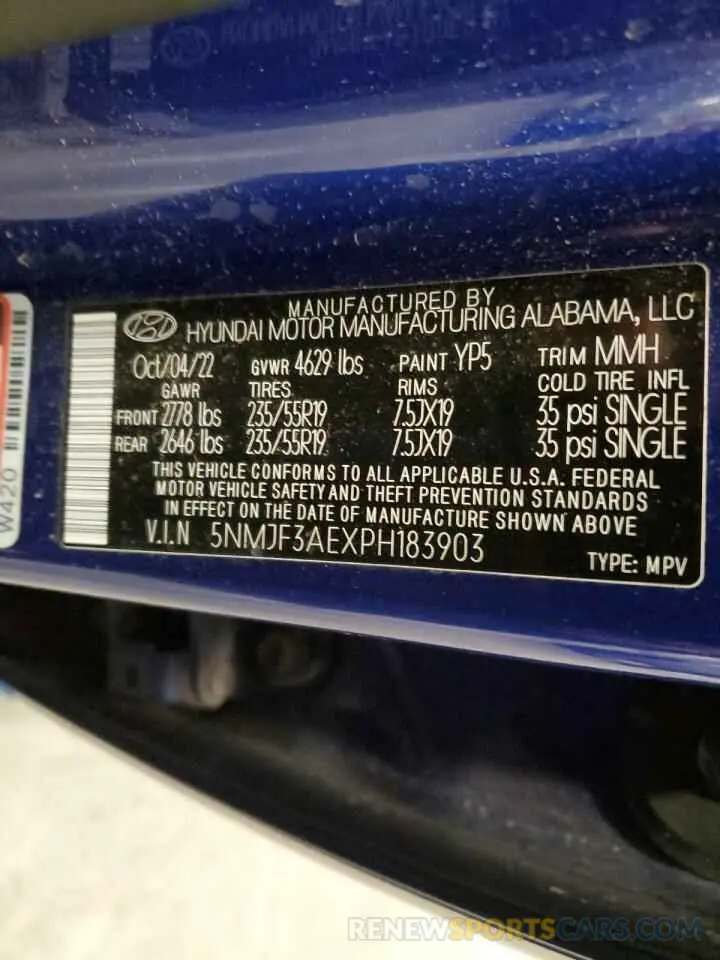 MANUFACTURED BY
HYUNDAI MOTOR MANUFACTURING ALABAMA, LLC
Oct/04/22 GVWR 4629 lbs PAINT YP5 TRIM MMH
GAWR TIRES RIMS COLD TIRE INFL
FRONT 2778 lbs 235/55R19 7.5JX19 35 psi SINGLE
REAR 2646 lbs 235/55R19 7.5JX19 35 psi SINGLE
THIS VEHICLE CONFORMS TO ALL APPLICABLE U.S.A. FEDERAL
MOTOR VEHICLE SAFETY AND THEFT PREVENTION STANDARDS
IN EFFECT ON THE DATE OF MANUFACTURE SHOWN ABOVE
V.I.N 5NMJF3AEXPH183903
TYPE: MPV
W420
RENEWSPORTSCARS.COM